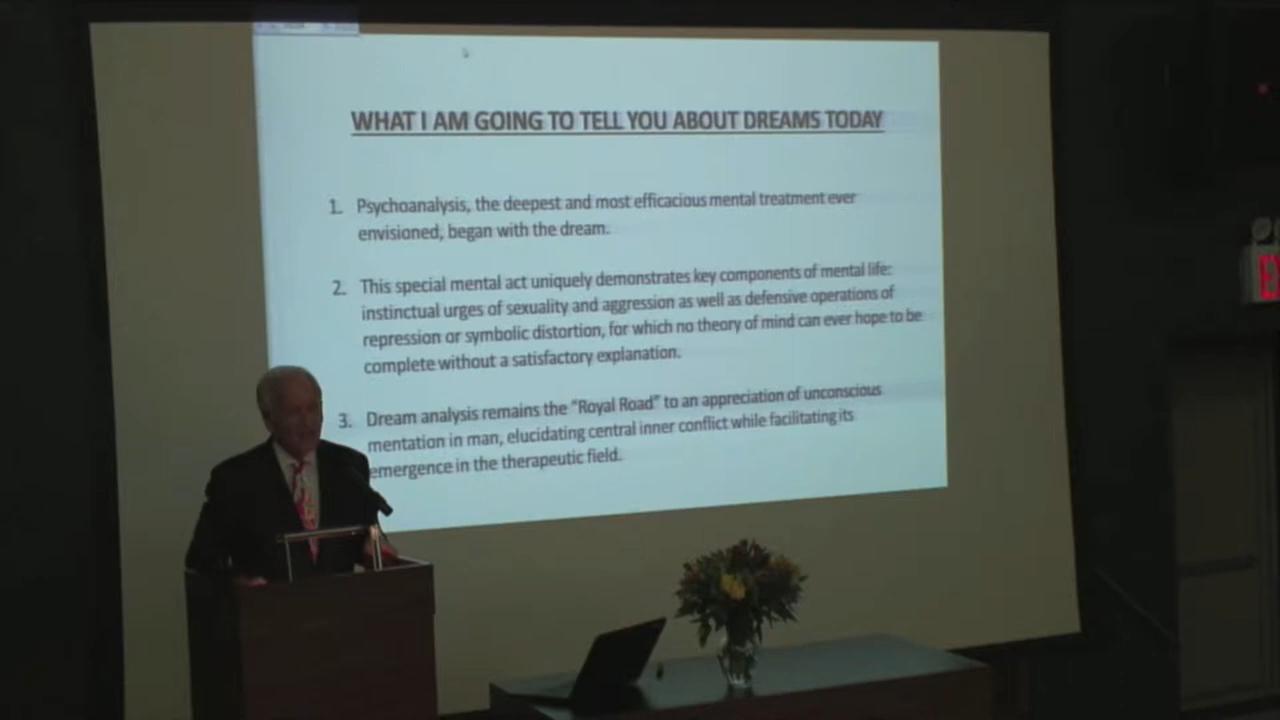 WHAT I AM GOING TO TELL YOU ABOUT DREAMS TODAY
1. Psychoanalysis, the deepest and most efficacious mental treatment ever
envisioned, began with the dream.
2. This special mental act uniquely demonstrates key components of mental life:
instinctual urges of sexuality and aggression as well as defensive operations of
repression or symbolic distortion, for which no theory of mind can ever hope to be
complete without a satisfactory explanation.
3. Dream analysis remains the "Royal Road" to an appreciation of unconscious
mentation in man, elucidating central inner conflict while facilitating its
emergence in the therapeutic field.